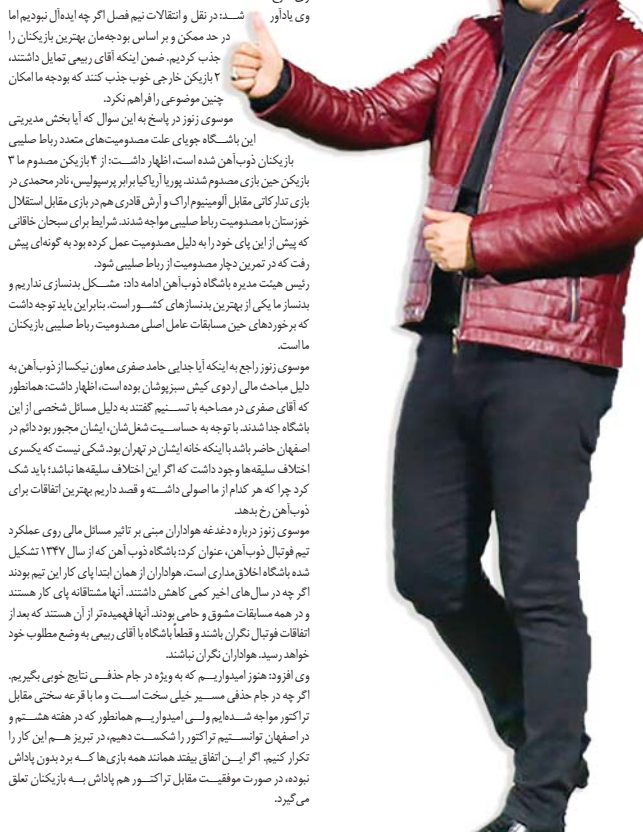 وی یادآور شد: در نقل و انتقالات نیم فصل اگر چه ایده‌آل نبودیم اما
در حد ممکن و بر اساس بودجه‌مان بهترین بازیکنان را
جذب کردیم. ضمن اینکه آقای ربیعی تمایل داشتند،
۲ بازیکن خارجی خوب جذب کنند که بودجه ما امکان
چنین موضوعی را فراهم نکرد.
موسوی زنوز در پاسخ به این سوال که آیا بخش مدیریتی
این باشگاه جویای علت مصدومیت‌های متعدد رباط صلیبی
بازیکنان ذوب‌آهن شده است، اظهار داشت: از ۴ بازیکن مصدوم ما ۳
بازیکن حین بازی مصدوم شدند. پوریا آریاکیا برابر پرسپولیس، نادر محمدی در
بازی تدارکاتی مقابل آلومینیوم اراک و آرش قادری هم در بازی مقابل استقلال
خوزستان با مصدومیت رباط صلیبی مواجه شدند. شرایط برای سبحان خاقانی
که پیش از این پای خود را به دلیل مصدومیت عمل کرده بود به گونه‌ای پیش
رفت که در تمرین دچار مصدومیت از رباط صلیبی شود.
رئیس هیئت مدیره باشگاه ذوب‌آهن ادامه داد: مشکل بدنسازی نداریم و
بدنساز ما یکی از بهترین بدنسازهای کشور است. بنابراین باید توجه داشت
که برخوردهای حین مسابقات عامل اصلی مصدومیت رباط صلیبی بازیکنان
ما است.
موسوی زنوز راجع به اینکه آیا جدایی حامد صفری معاون نیکسا از ذوب‌آهن به
دلیل مباحث مالی اردوی کیش سبزپوشان بوده است، اظهار داشت: همانطور
که آقای صفری در مصاحبه با تسنیم گفتند به دلیل مسائل شخصی از این
باشگاه جدا شدند. با توجه به حساسیت شغل‌شان، ایشان مجبور بود دائم در
اصفهان حاضر باشد با اینکه خانه ایشان در تهران بود. شکی نیست که یکسری
اختلاف سلیقه‌ها وجود داشت که اگر این اختلاف سلیقه‌ها نباشد؛ باید شک
کرد چرا که هر کدام از ما اصولی داشته و قصد داریم بهترین اتفاقات برای
ذوب‌آهن رخ بدهد.
موسوی زنوز درباره دغدغه هواداران مبنی بر تاثیر مسائل مالی روی عملکرد
تیم فوتبال ذوب‌آهن، عنوان کرد: باشگاه ذوب آهن که از سال ۱۳۴۷ تشکیل
شده باشگاه اخلاق‌مداری است. هواداران از همان ابتدا پای کار این تیم بودند
اگر چه در سال‌های اخیر کمی کاهش داشتند. آنها مشتاقانه پای کار هستند
و در همه مسابقات مشوق و حامی بودند. آنها فهمیده‌تر از آن هستند که بعد از
اتفاقات فوتبال نگران باشند و قطعاً باشگاه با آقای ربیعی به وضع مطلوب خود
خواهد رسید. هواداران نگران نباشند.
وی افزود: هنوز امیدواریم که به ویژه در جام حذفی نتایج خوبی بگیریم.
اگر چه در جام حذفی مسیر خیلی سخت است و ما با قرعه سختی مقابل
تراکتور مواجه شده‌ایم ولی امیدواریم همانطور که در هفته هشتم و
در اصفهان توانستیم تراکتور را شکست دهیم، در تبریز هم این کار را
تکرار کنیم. اگر این اتفاق بیفتد همانند همه بازی‌ها که برد بدون پاداش
نبوده، در صورت موفقیت مقابل تراکتور هم پاداش به بازیکنان تعلق
می‌گیرد.